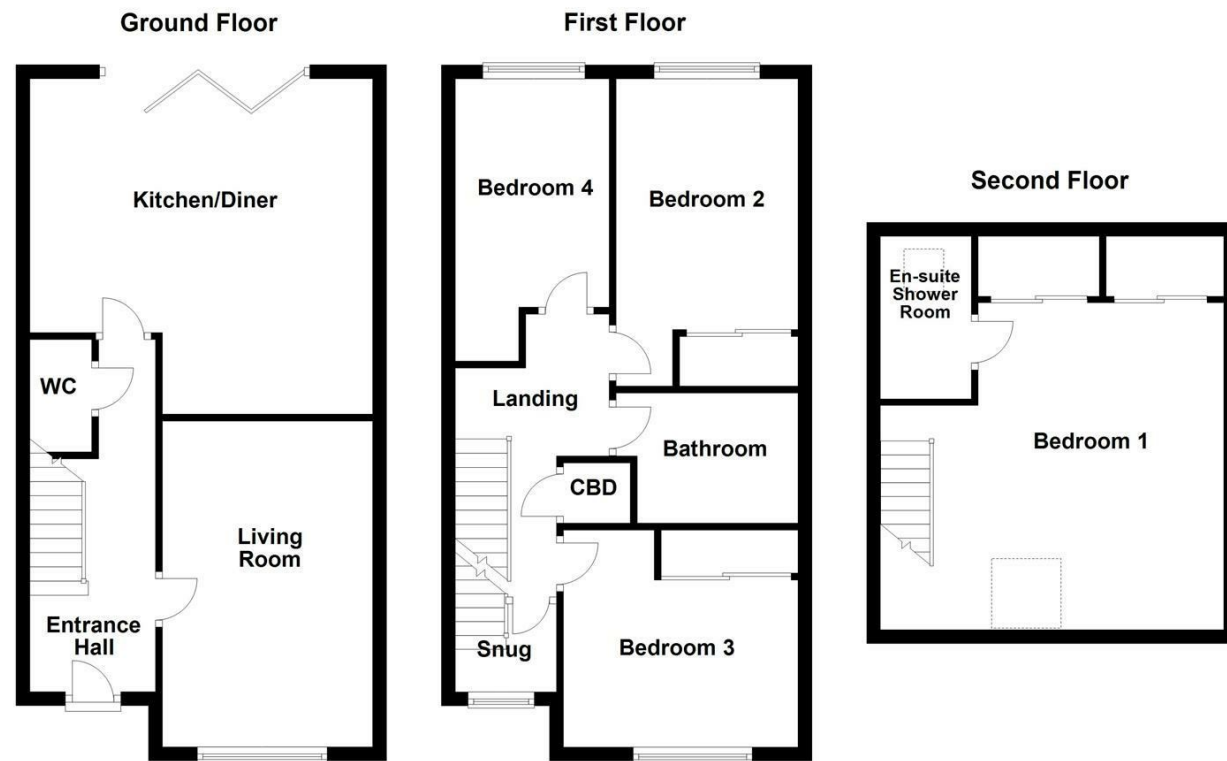 Ground Floor
Kitchen/Diner
WC
Living
Room
Entrance
Hall
First Floor
Bedroom 4
Bedroom 2
Landing
Bathroom
CBD
Snug
Bedroom 3
Second Floor
En-suite
Shower
Room
Bedroom 1